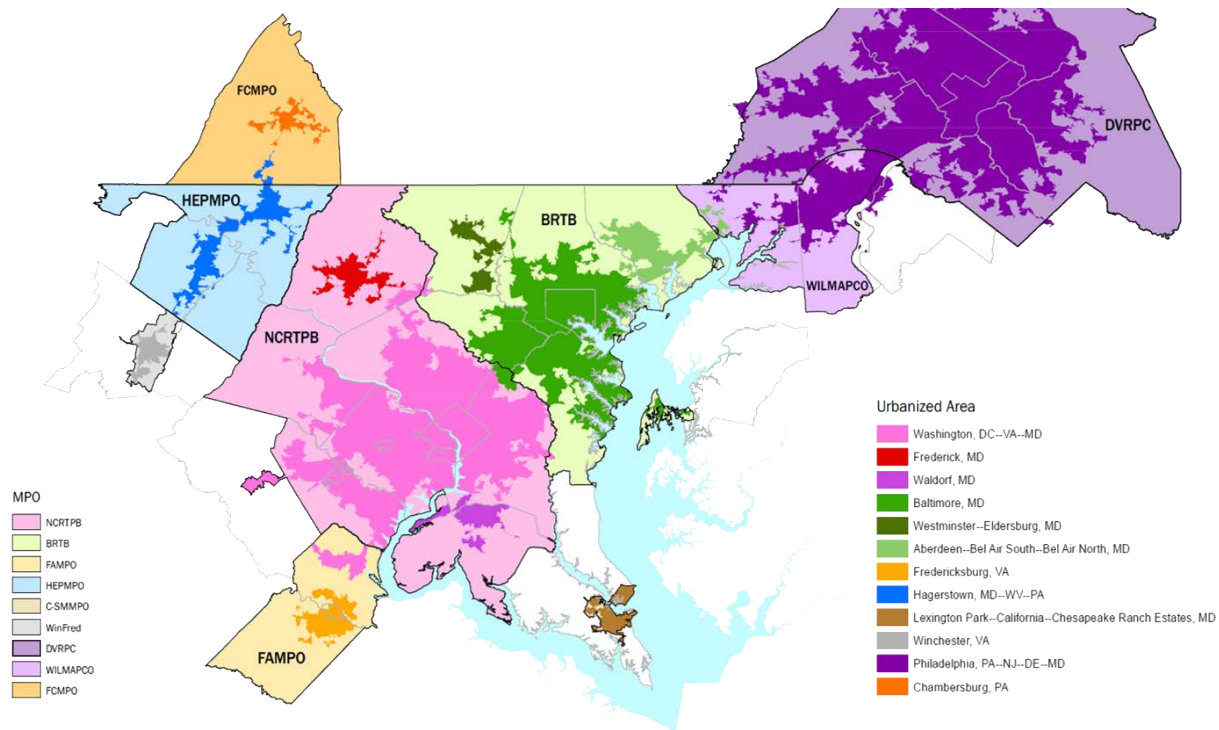 FCMPO
DVRPC
HEPMPO
BRTB
WILMAPCO
NCRTPB
FAMPO
MPO
NCRTPB
BRTB
FAMPO
HEPMPO
C-SMMPO
WinFred
DVRPC
WILMAPCO
FCMPO
Urbanized Area
Washington, DC--VA--MD
Frederick, MD
Waldorf, MD
Baltimore, MD
Westminster--Eldersburg, MD
Aberdeen--Bel Air South--Bel Air North, MD
Fredericksburg, VA
Hagerstown, MD--WV--PA
Lexington Park--California--Chesapeake Ranch Estates, MD
Winchester, VA
Philadelphia, PA--NJ--DE--MD
Chambersburg, PA